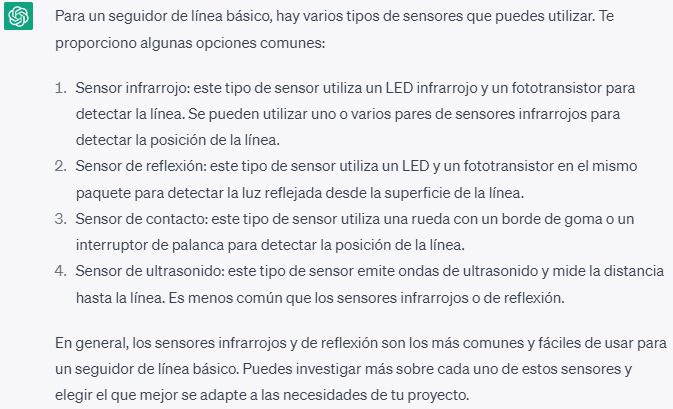 Para un seguidor de línea básico, hay varios tipos de sensores que puedes utilizar. Te
proporciono algunas opciones comunes:
1. Sensor infrarrojo: este tipo de sensor utiliza un LED infrarrojo y un fototransistor para
detectar la línea. Se pueden utilizar uno o varios pares de sensores infrarrojos para
detectar la posición de la línea.
2. Sensor de reflexión: este tipo de sensor utiliza un LED y un fototransistor en el mismo
paquete para detectar la luz reflejada desde la superficie de la línea.
3. Sensor de contacto: este tipo de sensor utiliza una rueda con un borde de goma o un
interruptor de palanca para detectar la posición de la línea.
4. Sensor de ultrasonido: este tipo de sensor emite ondas de ultrasonido y mide la distancia
hasta la línea. Es menos común que los sensores infrarrojos o de reflexión.
En general, los sensores infrarrojos y de reflexión son los más comunes y fáciles de usar para
un seguidor de línea básico. Puedes investigar más sobre cada uno de estos sensores y
elegir el que mejor se adapte a las necesidades de tu proyecto.